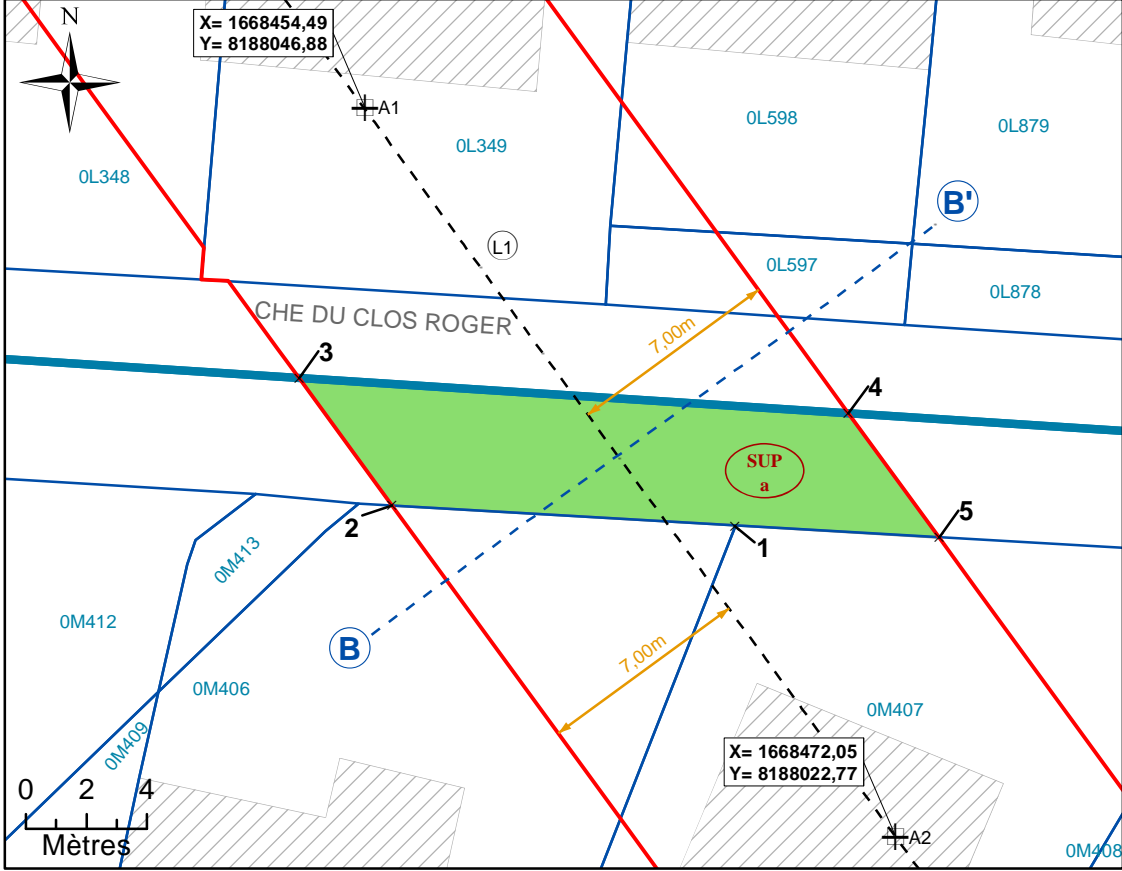 N
X= 1668454,49
Y= 8188046,88
A1
0L349
0L598
0L879
0L348
B'
L1
0L597
0L878
CHE DU CLOS ROGER
7,00m
3
4
SUP
a
2
1
5
0M413
0M412
B
7,00m
0M406
0M407
0M409
X= 1668472,05
Y= 8188022,77
0 2 4
Mètres
A2
0M408